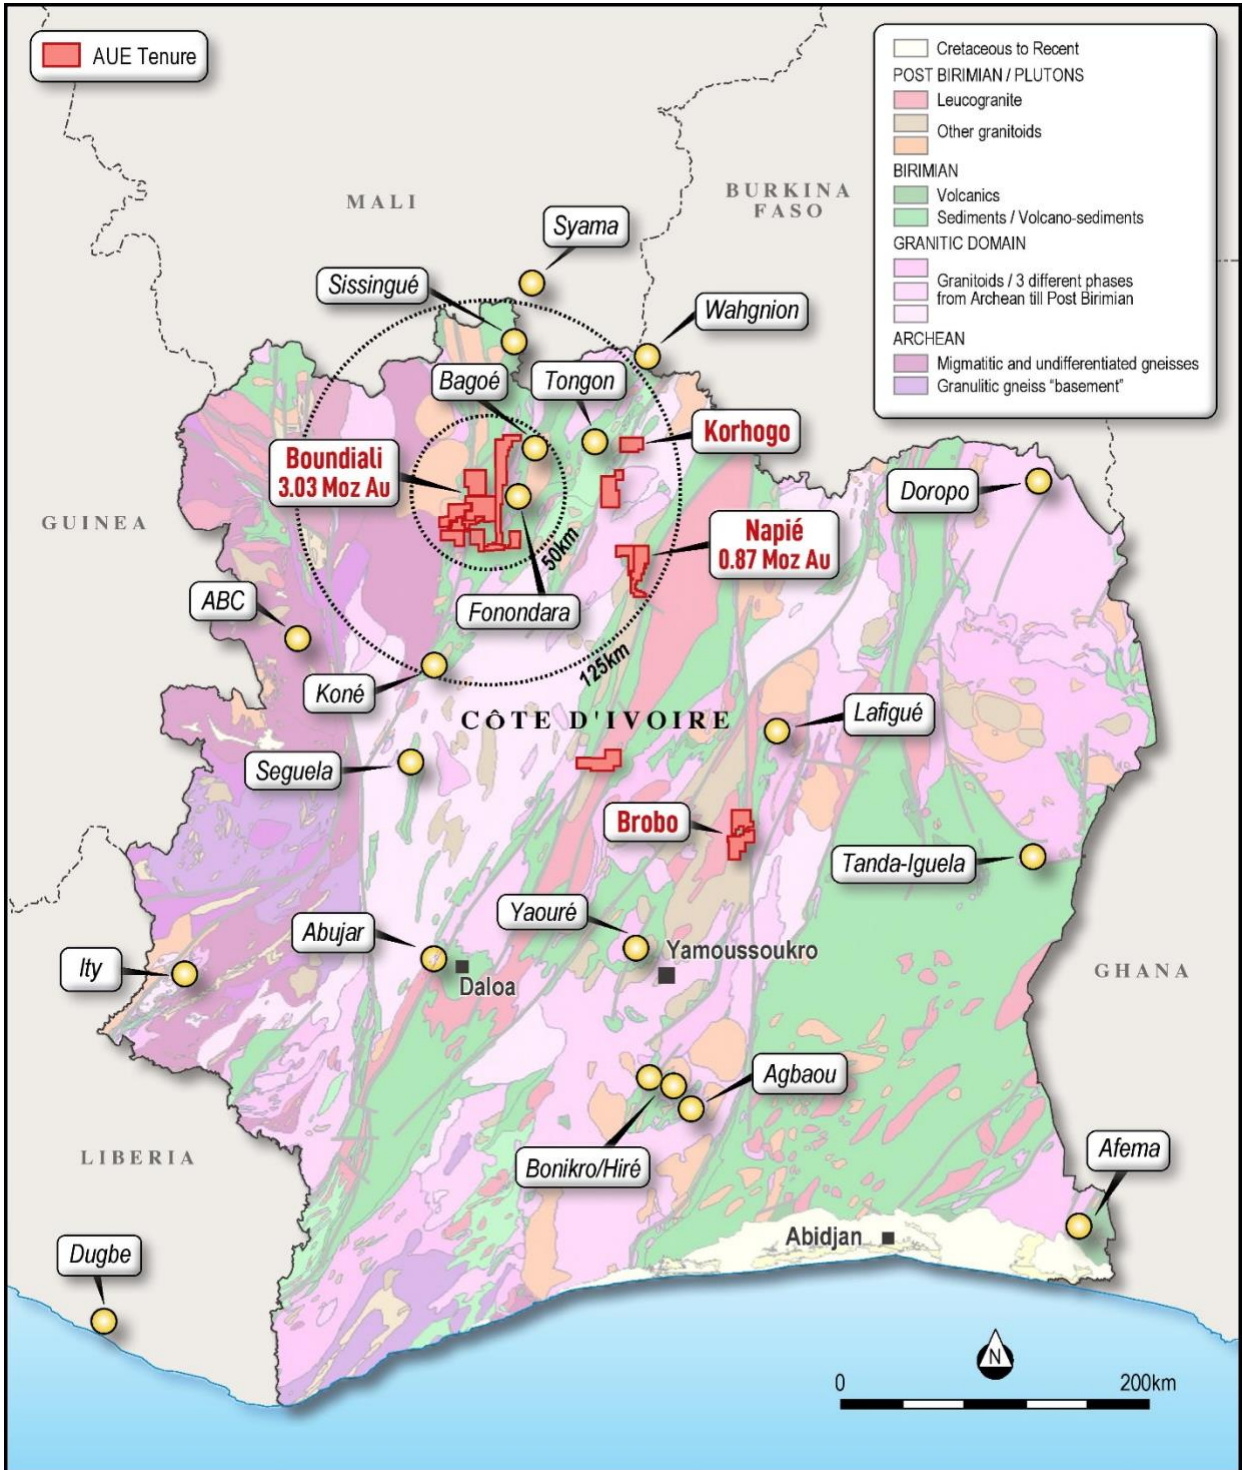 AUE Tenure
Cretaceous to Recent
POST BIRIMIAN / PLUTONS
Leucogranite
Other granitoids
BIRIMIAN
Volcanics
Sediments / Volcano-sediments
GRANITIC DOMAIN
Granitoids / 3 different phases
from Archean till Post Birimian
ARCHEAN
Migmatitic and undifferentiated gneisses
Granulitic gneiss "basement"
MALI
BURKINA
FASO
Syama
Sissingué
Wahgnion
Bagoé
Tongon
Korhogo
Boundiali
3.03 Moz Au
Doropo
GUINEA
Napié
0.87 Moz Au
50km
Fonondara
ABC
125km
Koné
CÔTE D'IVOIRE
Lafigué
Seguela
Brobo
Tanda-Iguela
Yaouré
Abujar
Yamoussoukro
Ity
GHANA
Daloa
Agbaou
LIBERIA
Bonikro/Hiré
Afema
Abidjan
Dugbe
N
0 200km